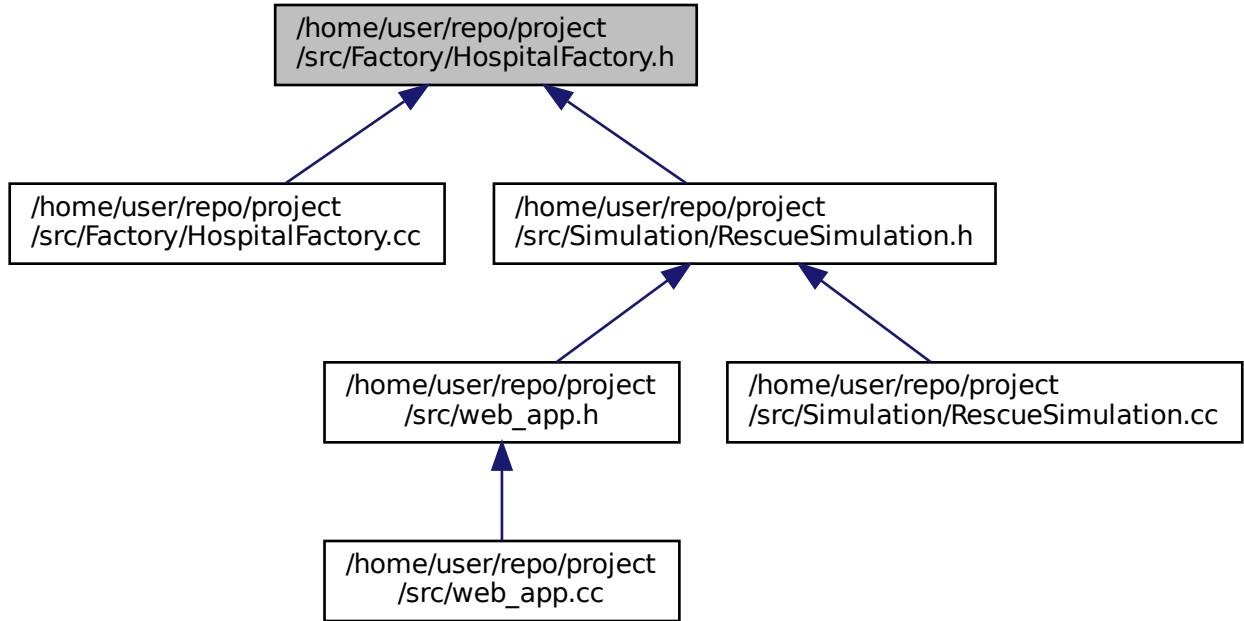 /home/user/repo/project
/src/Factory/HospitalFactory.h
/home/user/repo/project
/src/Factory/HospitalFactory.cc
/home/user/repo/project
/src/Simulation/RescueSimulation.h
/home/user/repo/project
/src/web_app.h
/home/user/repo/project
/src/Simulation/RescueSimulation.cc
/home/user/repo/project
/src/web_app.cc